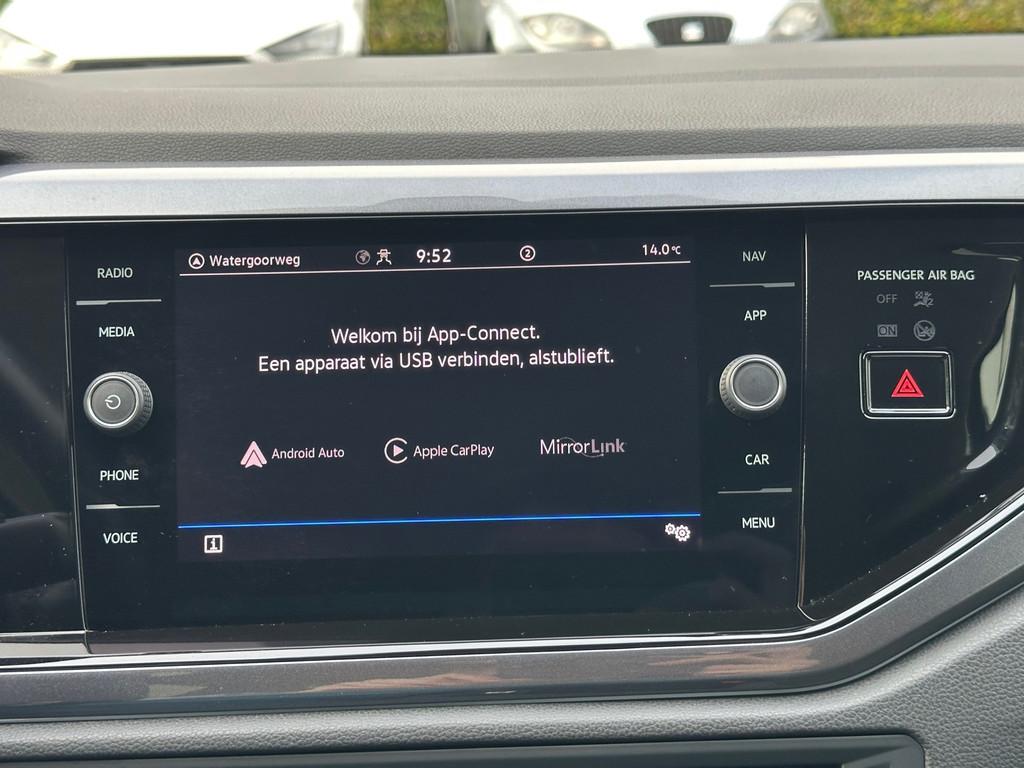 Watergoorweg 9:52 2 14.0°C
Welkom bij App-Connect.
Een apparaat via USB verbinden, alstublieft.
Android Auto Apple CarPlay MirrorLink
RADIO
MEDIA
PHONE
VOICE
NAV
APP
CAR
MENU
PASSENGER AIR BAG
OFF
ON